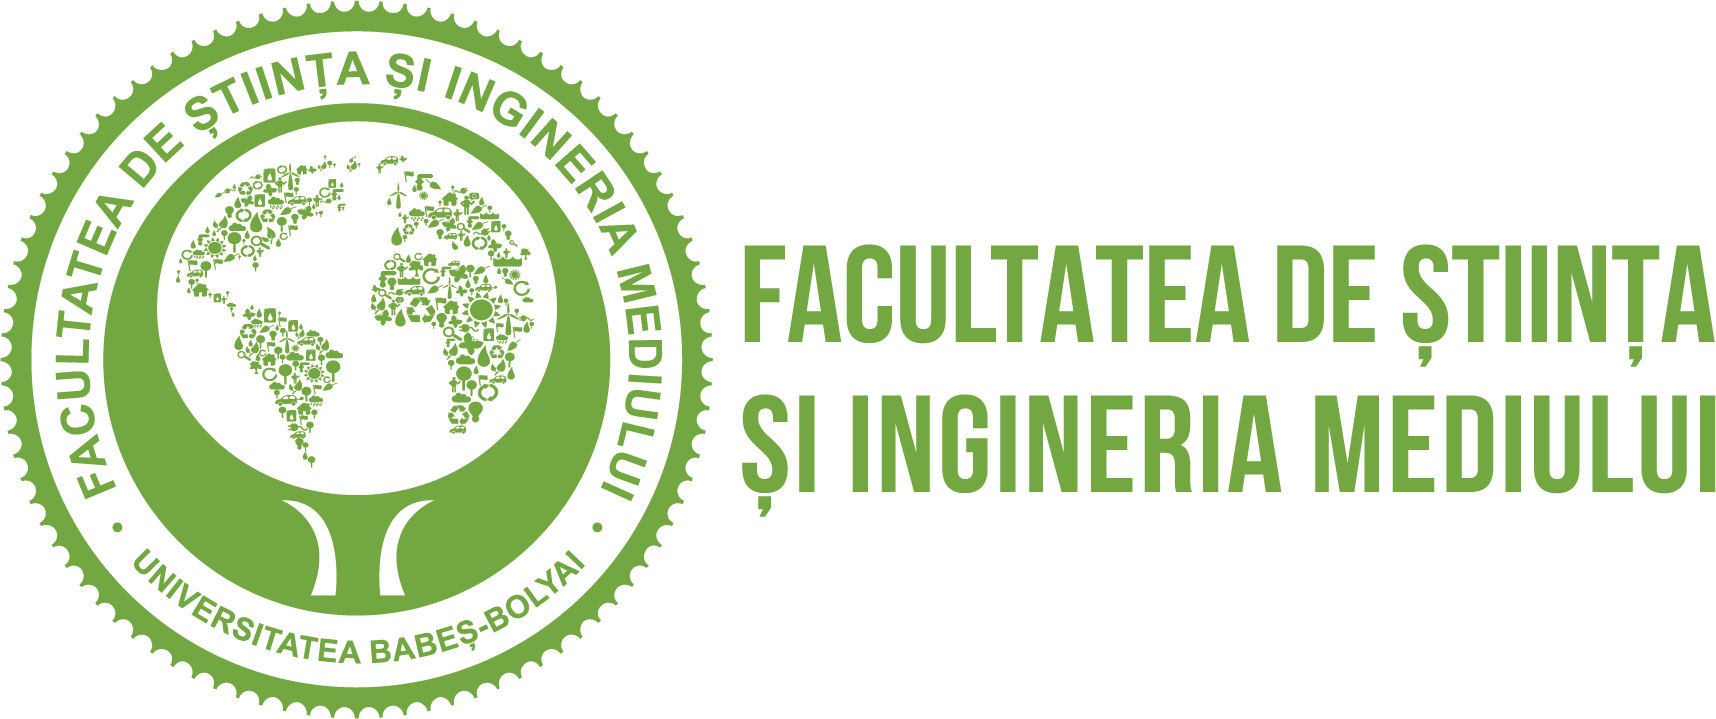 FACULTATEA DE ȘTIINȚA ȘI INGINERIA MEDIULUI
• UNIVERSITATEA BABEȘ-BOLYAI •
FACULTATEA DE ȘTIINȚA
ȘI INGINERIA MEDIULUI